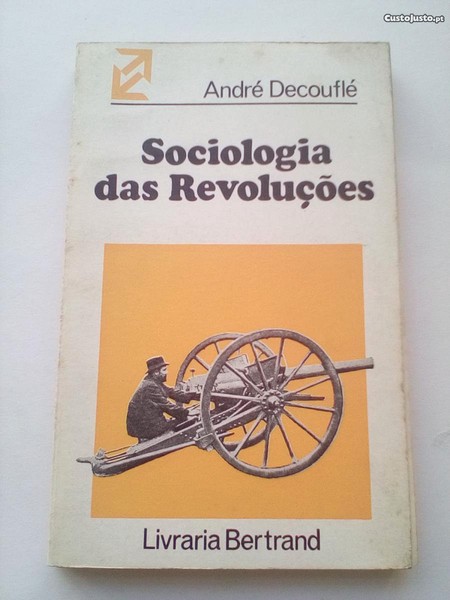 CustoJusto.pt
André Decouflé
Sociologia
das Revoluções
Livraria Bertrand